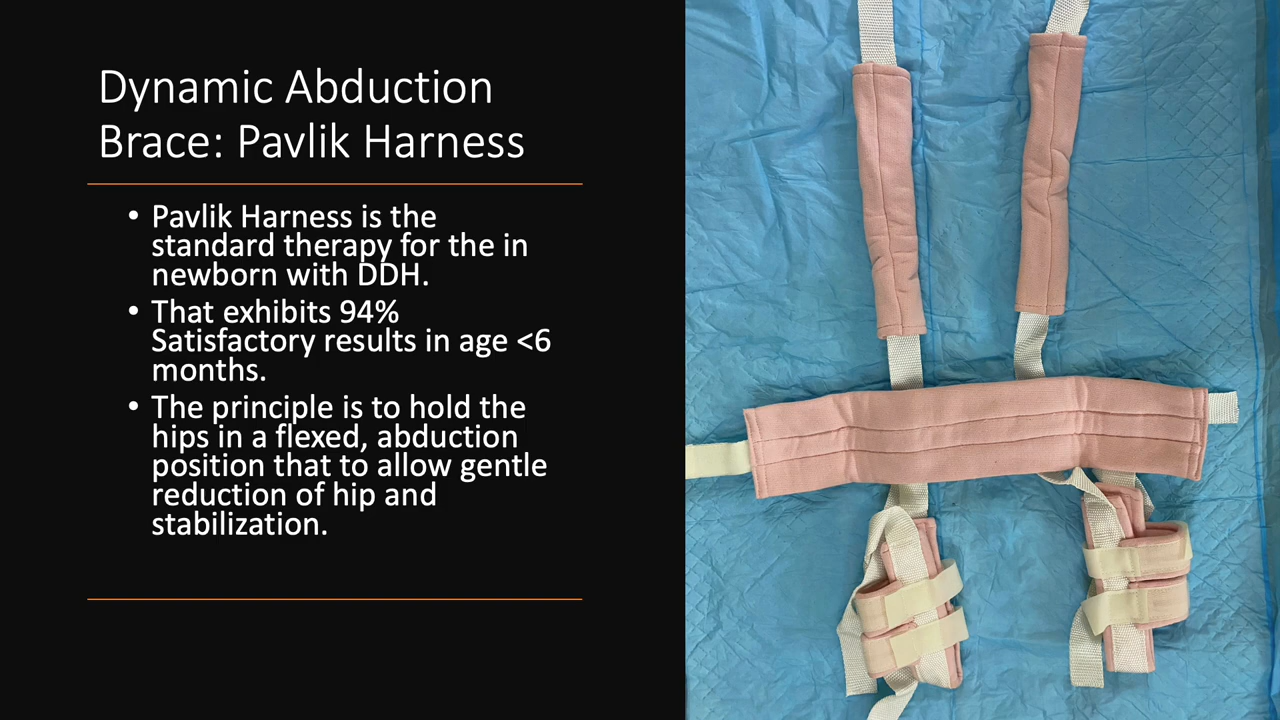 Dynamic Abduction
Brace: Pavlik Harness
• Pavlik Harness is the
standard therapy for the in
newborn with DDH.
• That exhibits 94%
Satisfactory results in age <6
months.
• The principle is to hold the
hips in a flexed, abduction
position that to allow gentle
reduction of hip and
stabilization.